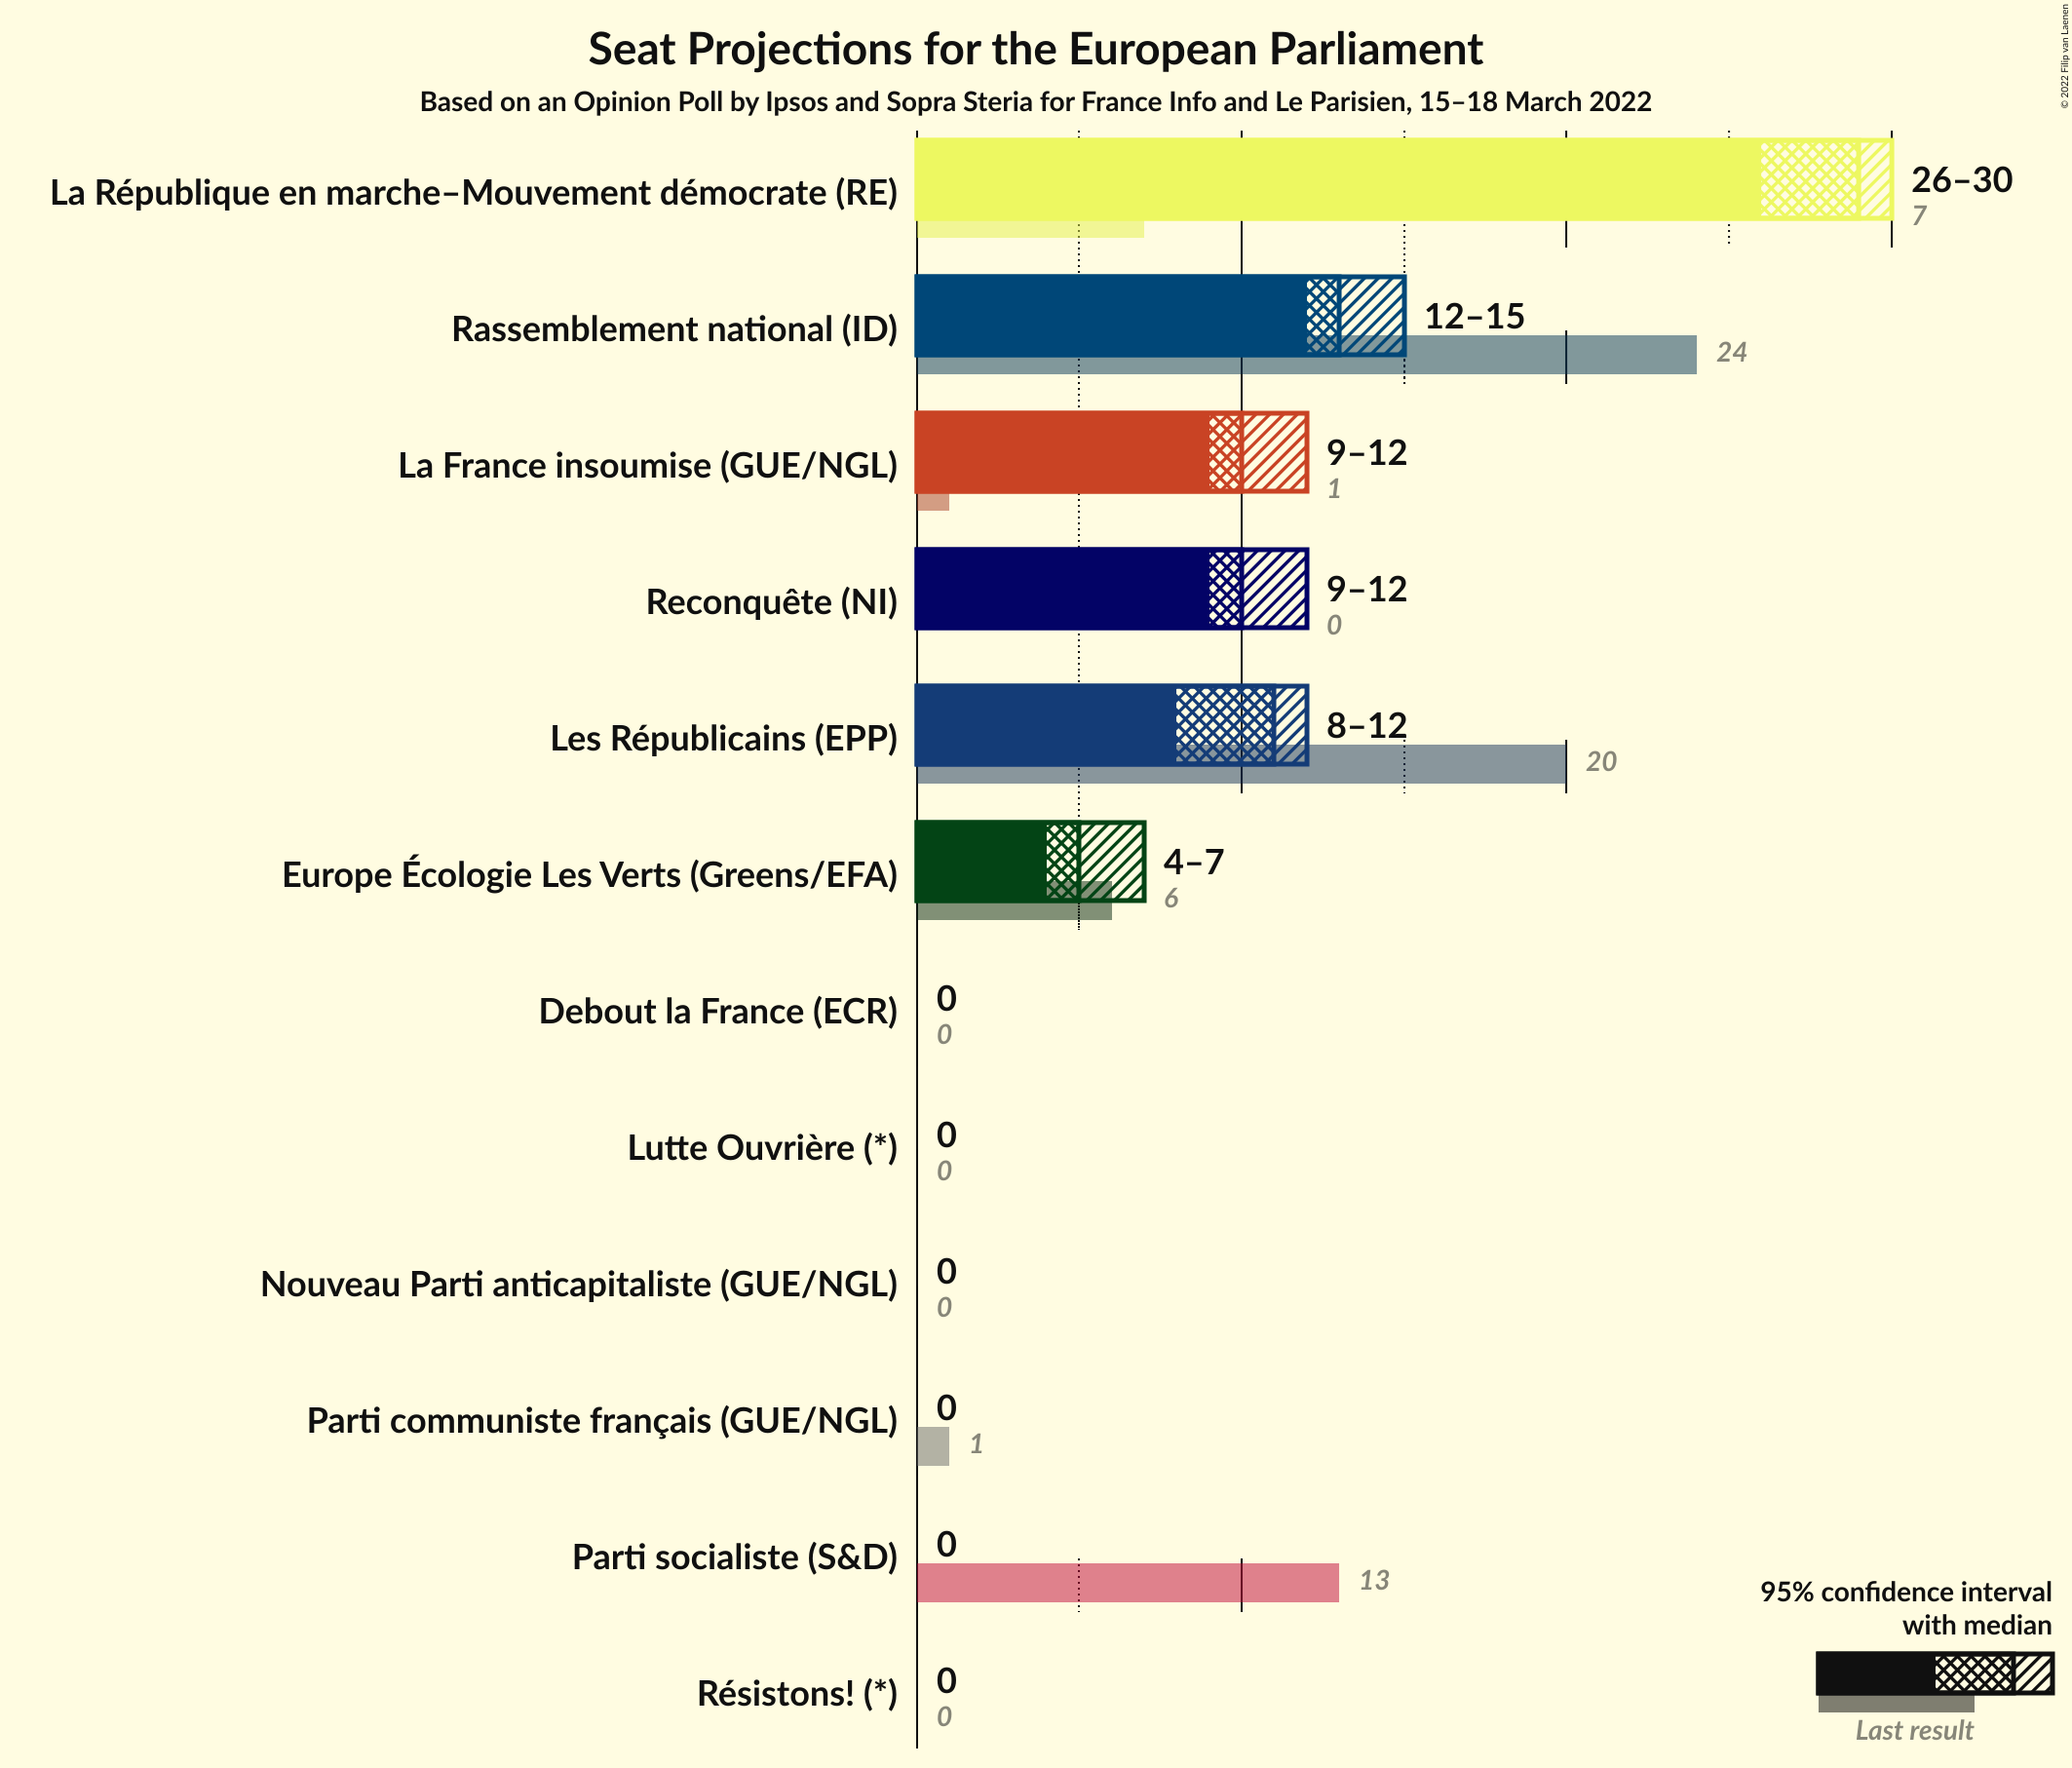 Seat Projections for the European Parliament
Based on an Opinion Poll by Ipsos and Sopra Steria for France Info and Le Parisien, 15–18 March 2022
© 2022 Filip van Laenen
La République en marche–Mouvement démocrate (RE)
26–30
7
Rassemblement national (ID)
12–15
24
La France insoumise (GUE/NGL)
9–12
1
Reconquête (NI)
9–12
0
Les Républicains (EPP)
8–12
20
Europe Écologie Les Verts (Greens/EFA)
4–7
6
Debout la France (ECR)
0
0
Lutte Ouvrière (*)
0
0
Nouveau Parti anticapitaliste (GUE/NGL)
0
0
Parti communiste français (GUE/NGL)
0
1
Parti socialiste (S&D)
0
13
Résistons! (*)
0
0
95% confidence interval
with median
Last result